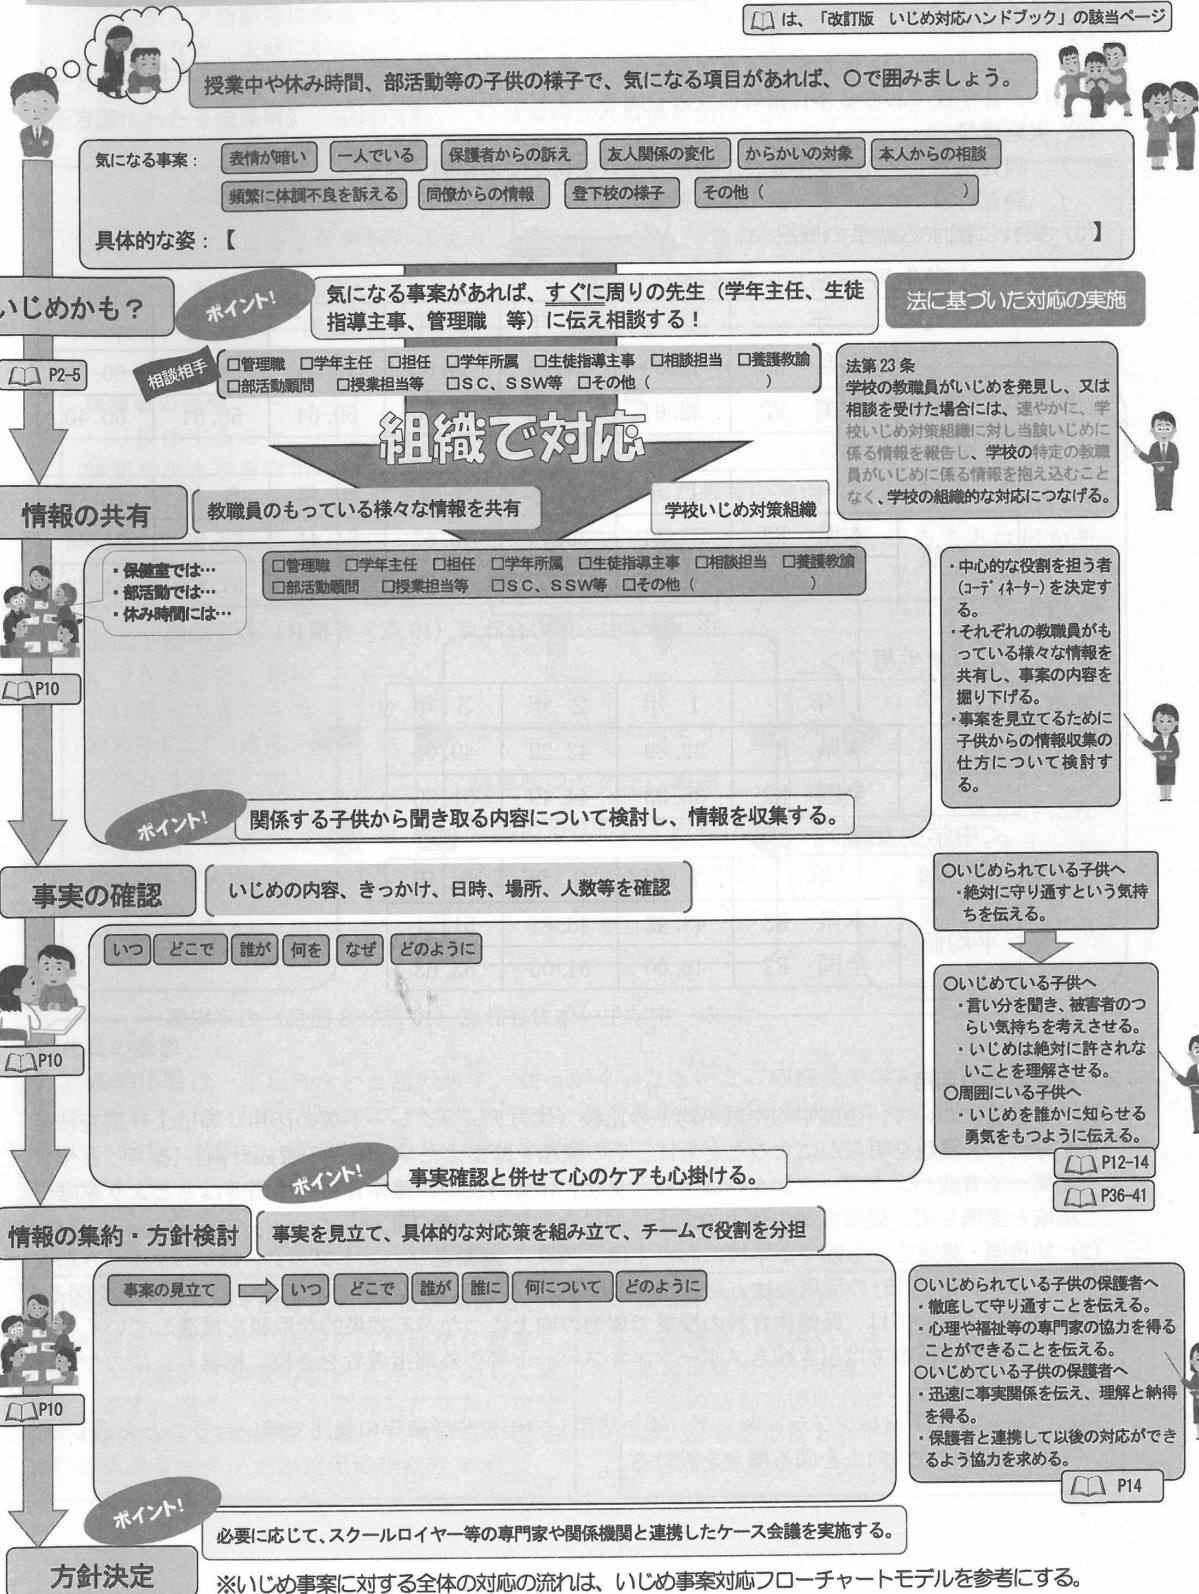 は、「改訂版　いじめ対応ハンドブック」の該当ページ
授業中や休み時間、部活動等の子供の様子で、気になる項目があれば、〇で囲みましょう。
気になる事案： 表情が暗い 一人でいる 保護者からの訴え 友人関係の変化 からかいの対象 本人からの相談
頻繁に体調不良を訴える 同僚からの情報 登下校の様子 その他（　　　　　　　　　　）
具体的な姿：【　　　　　　　　　　】
いじめかも？
ポイント!
気になる事案があれば、すぐに周りの先生（学年主任、生徒
指導主事、管理職　等）に伝え相談する！
法に基づいた対応の実施
P2-5
相談相手
□管理職　□学年主任　□担任　□学年所属　□生徒指導主事　□相談担当　□養護教諭
□部活動顧問　□授業担当等　□ＳＣ、ＳＳＷ等　□その他（　　　　　　　　）
法第23条
学校の教職員がいじめを発見し、又は
相談を受けた場合には、速やかに、学
校いじめ対策組織に対し当該いじめに
係る情報を報告し、学校の特定の教職
員がいじめに係る情報を抱え込むこと
なく、学校の組織的な対応につなげる。
組織で対応
情報の共有
教職員のもっている様々な情報を共有
学校いじめ対策組織
・保健室では…
・部活動では…
・休み時間には…
□管理職　□学年主任　□担任　□学年所属　□生徒指導主事　□相談担当　□養護教諭
□部活動顧問　□授業担当等　□ＳＣ、ＳＳＷ等　□その他（　　　　　　　　）
P10
・中心的な役割を担う者
(ｺｰﾃﾞｨﾈｰﾀｰ)を決定す
る。
・それぞれの教職員がも
っている様々な情報を
共有し、事案の内容を
掘り下げる。
・事案を見立てるために
子供からの情報収集の
仕方について検討す
る。
ポイント!
関係する子供から聞き取る内容について検討し、情報を収集する。
事実の確認
いじめの内容、きっかけ、日時、場所、人数等を確認
いつ どこで 誰が 何を なぜ どのように
P10
〇いじめられている子供へ
・絶対に守り通すという気持
ちを伝える。
〇いじめている子供へ
・言い分を聞き、被害者のつ
らい気持ちを考えさせる。
・いじめは絶対に許されな
いことを理解させる。
〇周囲にいる子供へ
・いじめを誰かに知らせる
勇気をもつように伝える。
P12-14
P36-41
ポイント!
事実確認と併せて心のケアも心掛ける。
情報の集約・方針検討
事実を見立て、具体的な対応策を組み立て、チームで役割を分担
事案の見立て いつ どこで 誰が 誰に 何について どのように
P10
〇いじめられている子供の保護者へ
・徹底して守り通すことを伝える。
・心理や福祉等の専門家の協力を得る
ことができることを伝える。
〇いじめている子供の保護者へ
・迅速に事実関係を伝え、理解と納得
を得る。
・保護者と連携して以後の対応ができ
るよう協力を求める。
P14
ポイント!
必要に応じて、スクールロイヤー等の専門家や関係機関と連携したケース会議を実施する。
方針決定
※いじめ事案に対する全体の対応の流れは、いじめ事案対応フローチャートモデルを参考にする。